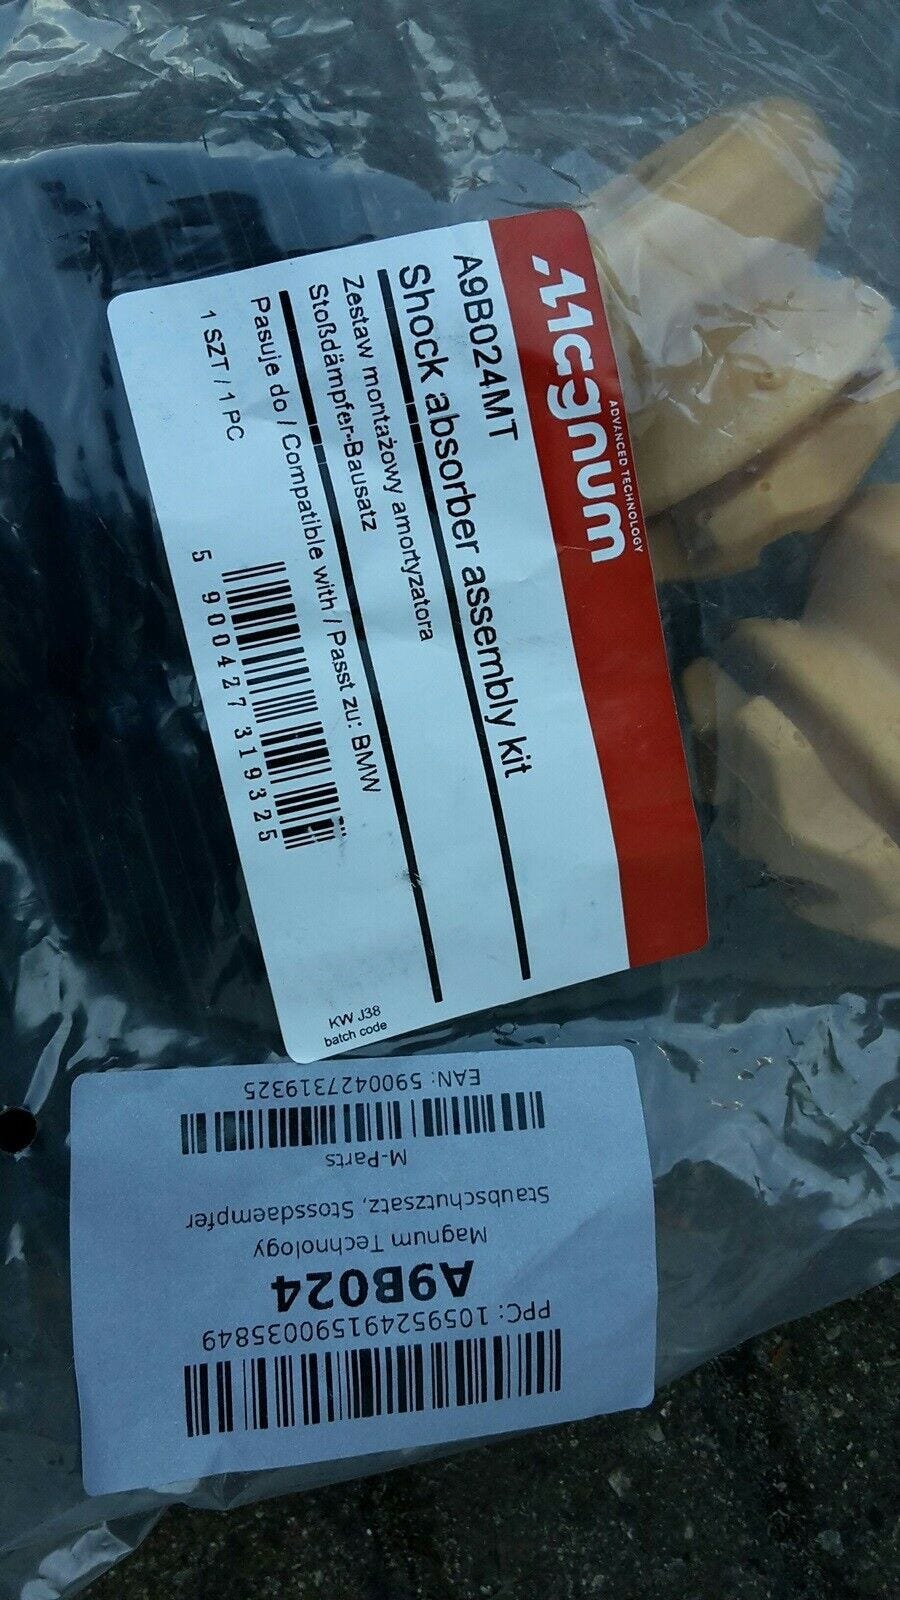 Magnum
ADVANCED TECHNOLOGY
A9B024MT
Shock absorber assembly kit
Zestaw montażowy amortyzatora
Stoßdämpfer-Bausatz
Pasuje do / Compatible with / Passt zu: BMW
1 SZT / 1 PC
5 900427 319325
KW J38
batch code
PPC: 105952491590035849
A9B024
Magnum Technology
Staubschutzsatz, Stossdaempfer
M-Parts
EAN: 5900427319325